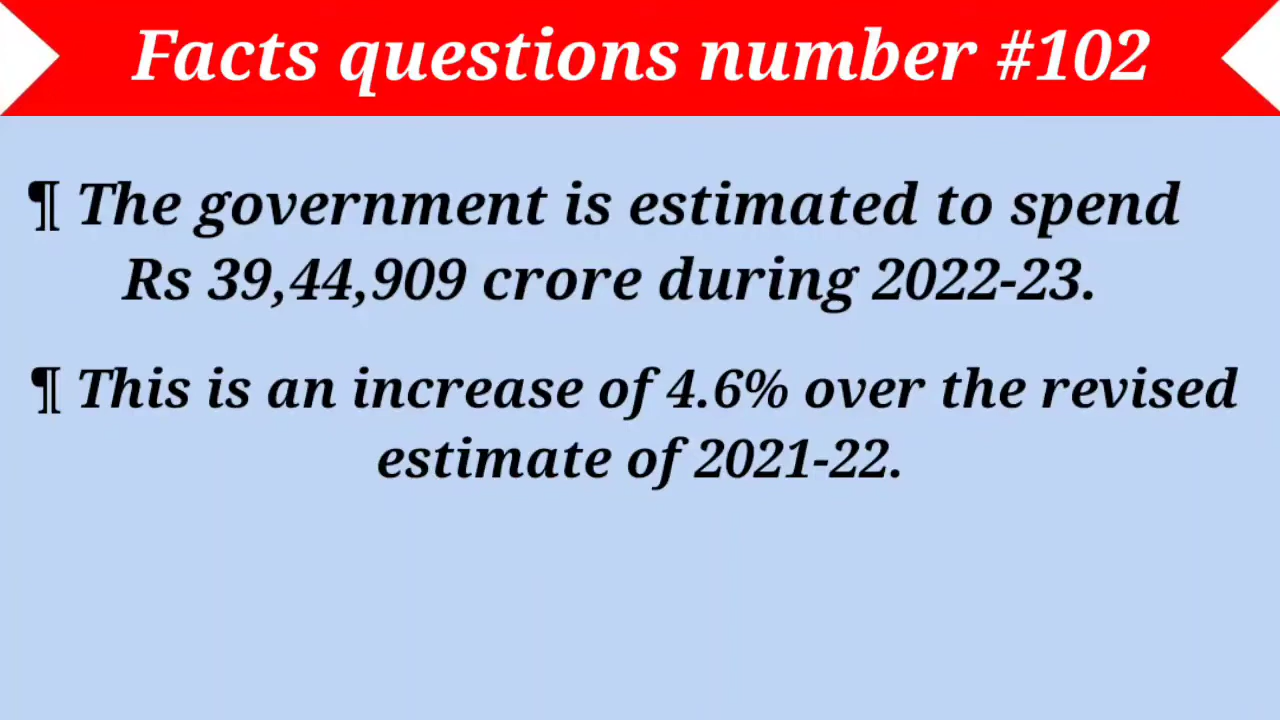 Facts questions number #102
¶ The government is estimated to spend
Rs 39,44,909 crore during 2022-23.
¶ This is an increase of 4.6% over the revised
estimate of 2021-22.